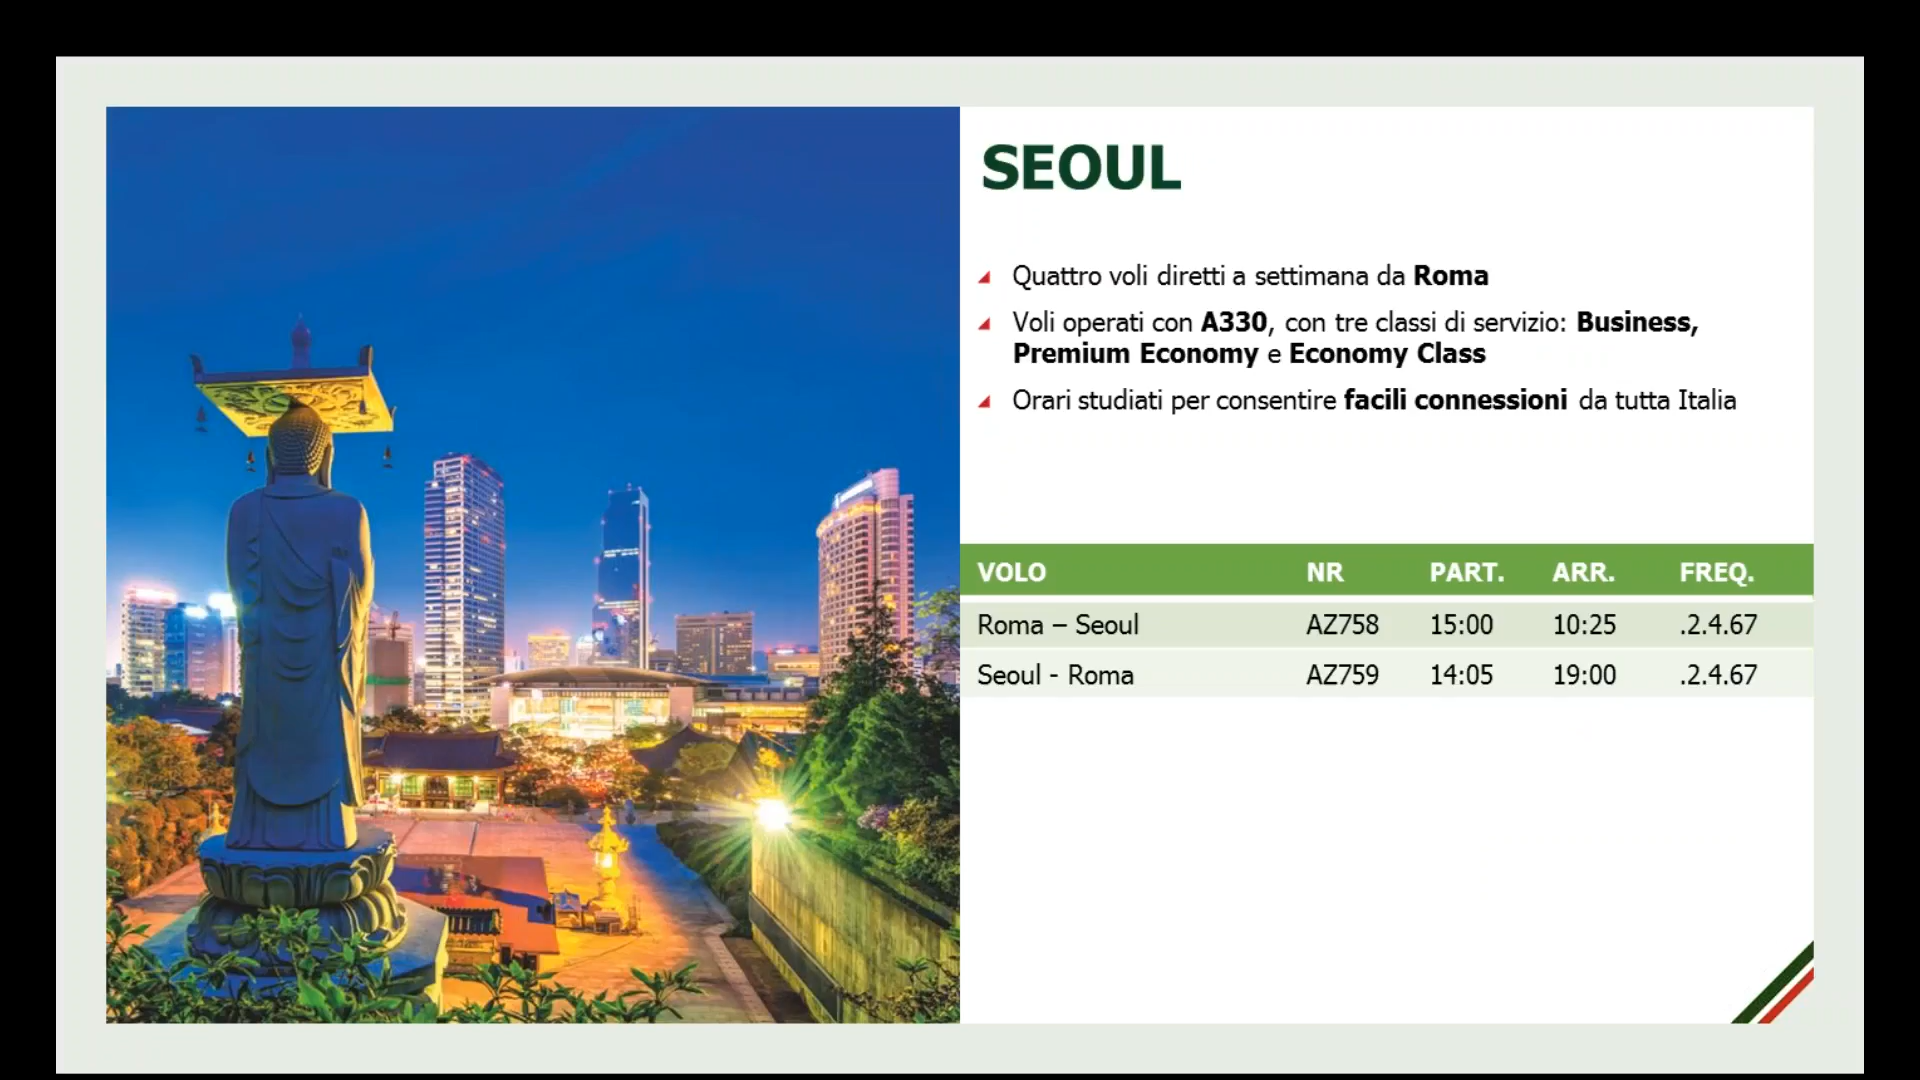 SEOUL
Quattro voli diretti a settimana da Roma
Voli operati con A330, con tre classi di servizio: Business,
Premium Economy e Economy Class
Orari studiati per consentire facili connessioni da tutta Italia
VOLO NR PART. ARR. FREQ.
Roma – Seoul AZ758 15:00 10:25 .2.4.67
Seoul - Roma AZ759 14:05 19:00 .2.4.67